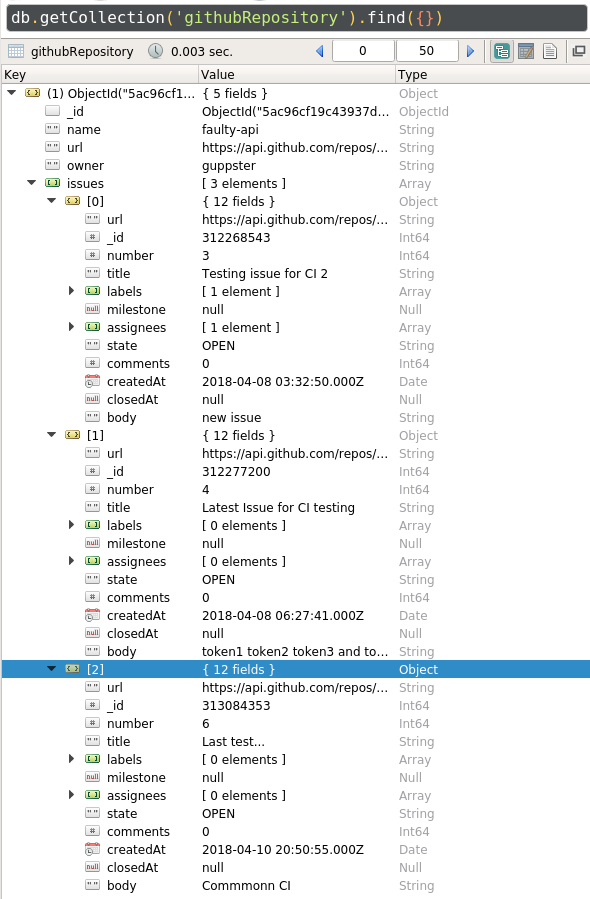 db.getCollection('githubRepository').find({})
githubRepository 0.003 sec. 0 50
Key Value Type
(1) ObjectId("5ac96cf1... { 5 fields } Object
_id ObjectId("5ac96cf19c43937d... ObjectId
"" name faulty-api String
"" url https://api.github.com/repos/... String
"" owner guppster String
issues [ 3 elements ] Array
[0] { 12 fields } Object
"" url https://api.github.com/repos/... String
# _id 312268543 Int64
# number 3 Int64
"" title Testing issue for CI 2 String
labels [ 1 element ] Array
null milestone null Null
assignees [ 1 element ] Array
"" state OPEN String
# comments 0 Int64
createdAt 2018-04-08 03:32:50.000Z Date
null closedAt null Null
"" body new issue String
[1] { 12 fields } Object
"" url https://api.github.com/repos/... String
# _id 312277200 Int64
# number 4 Int64
"" title Latest Issue for CI testing String
labels [ 0 elements ] Array
null milestone null Null
assignees [ 0 elements ] Array
"" state OPEN String
# comments 0 Int64
createdAt 2018-04-08 06:27:41.000Z Date
null closedAt null Null
"" body token1 token2 token3 and to... String
[2] { 12 fields } Object
"" url https://api.github.com/repos/... String
# _id 313084353 Int64
# number 6 Int64
"" title Last test... String
labels [ 0 elements ] Array
null milestone null Null
assignees [ 0 elements ] Array
"" state OPEN String
# comments 0 Int64
createdAt 2018-04-10 20:50:55.000Z Date
null closedAt null Null
"" body Commmonn CI String